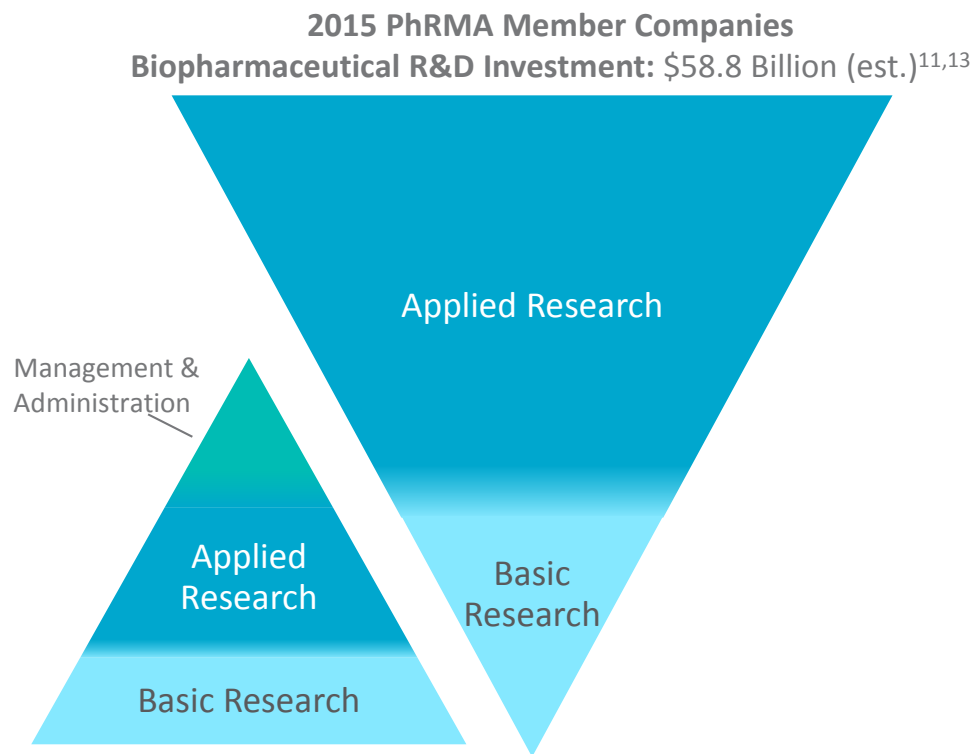 2015 PhRMA Member Companies
Biopharmaceutical R&D Investment: $58.8 Billion (est.)11,13
Applied Research
Management &
Administration
Applied
Research
Basic
Research
Basic Research